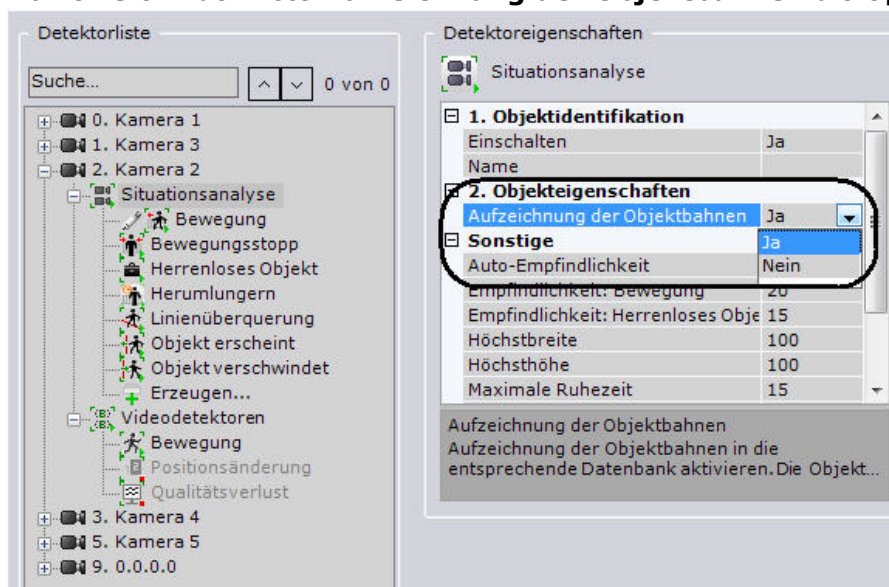 Detektorliste
Suche...
0 von 0
0. Kamera 1
1. Kamera 3
2. Kamera 2
Situationsanalyse
Bewegung
Bewegungsstopp
Herrenloses Objekt
Herumlungern
Linienüberquerung
Objekt erscheint
Objekt verschwindet
Erzeugen...
Videodetektoren
Bewegung
Positionsänderung
Qualitätsverlust
3. Kamera 4
5. Kamera 5
9. 0.0.0.0
Detektoreigenschaften
Situationsanalyse
1. Objektidentifikation
Einschalten Ja
Name
2. Objekteigenschaften
Aufzeichnung der Objektbahnen Ja
Sonstige Ja
Auto-Empfindlichkeit Nein
Empfindlichkeit: Bewegung 20
Empfindlichkeit: Herrenloses Obje 15
Höchstbreite 100
Höchsthöhe 100
Maximale Ruhezeit 15
Aufzeichnung der Objektbahnen
Aufzeichnung der Objektbahnen in die
entsprechende Datenbank aktivieren. Die Objekt...